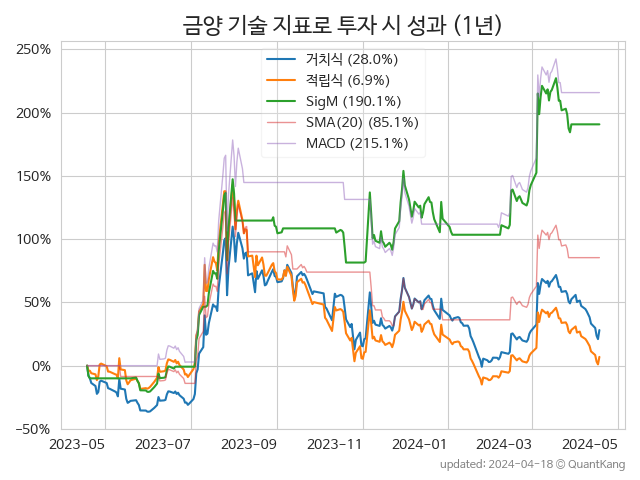 금양 기술 지표로 투자 시 성과 (1년)
거치식 (28.0%)
적립식 (6.9%)
SigM (190.1%)
SMA(20) (85.1%)
MACD (215.1%)
250%
200%
150%
100%
50%
0%
−50%
2023-05 2023-07 2023-09 2023-11 2024-01 2024-03 2024-05
updated: 2024-04-18 @ QuantKang